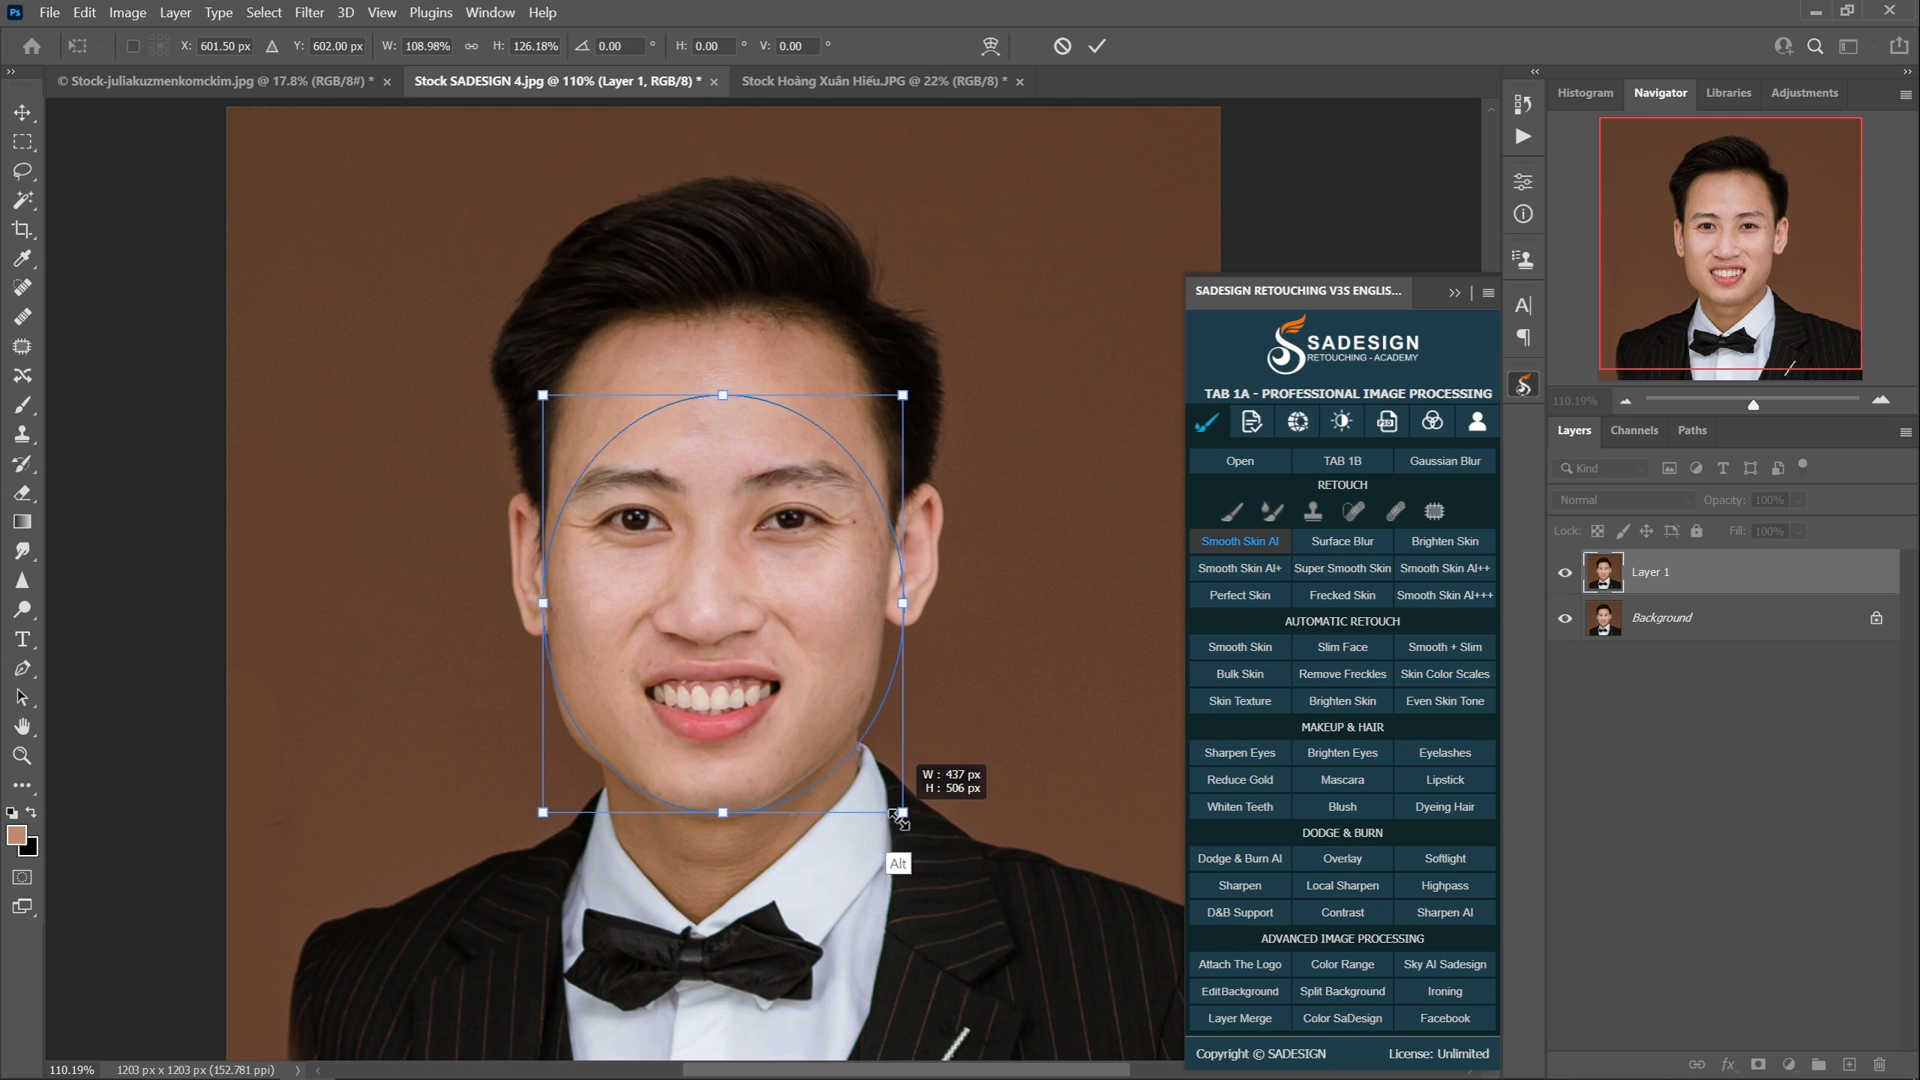 Ps File Edit Image Layer Type Select Filter 3D View Plugins Window Help
X: 601.50 px Y: 602.00 px W: 108.98% H: 126.18% 0.00 ° H: 0.00 ° V: 0.00 °
© Stock-juliakuzmenkomckim.jpg @ 17.8% (RGB/8#) * × Stock SADESIGN 4.jpg @ 110% (Layer 1, RGB/8) * × Stock Hoàng Xuân Hiếu.JPG @ 22% (RGB/8) * ×
Histogram Navigator Libraries Adjustments
110.19%
Layers Channels Paths
Kind
Normal Opacity: 100%
Lock: Fill: 100%
Layer 1
Background
SADESIGN RETOUCHING V3S ENGLIS...
SADESIGN
RETOUCHING - ACADEMY
TAB 1A - PROFESSIONAL IMAGE PROCESSING
PSD
Open TAB 1B Gaussian Blur
RETOUCH
Smooth Skin AI Surface Blur Brighten Skin
Smooth Skin AI+ Super Smooth Skin Smooth Skin AI++
Perfect Skin Frecked Skin Smooth Skin AI+++
AUTOMATIC RETOUCH
Smooth Skin Slim Face Smooth + Slim
Bulk Skin Remove Freckles Skin Color Scales
Skin Texture Brighten Skin Even Skin Tone
MAKEUP & HAIR
Sharpen Eyes Brighten Eyes Eyelashes
Reduce Gold Mascara Lipstick
Whiten Teeth Blush Dyeing Hair
DODGE & BURN
Dodge & Burn AI Overlay Softlight
Sharpen Local Sharpen Highpass
D&B Support Contrast Sharpen AI
ADVANCED IMAGE PROCESSING
Attach The Logo Color Range Sky AI Sadesign
EditBackground Split Background Ironing
Layer Merge Color SaDesign Facebook
Copyright © SADESIGN License: Unlimited
W : 437 px
H : 506 px
Alt
110.19% 1203 px x 1203 px (152.781 ppi)
fx